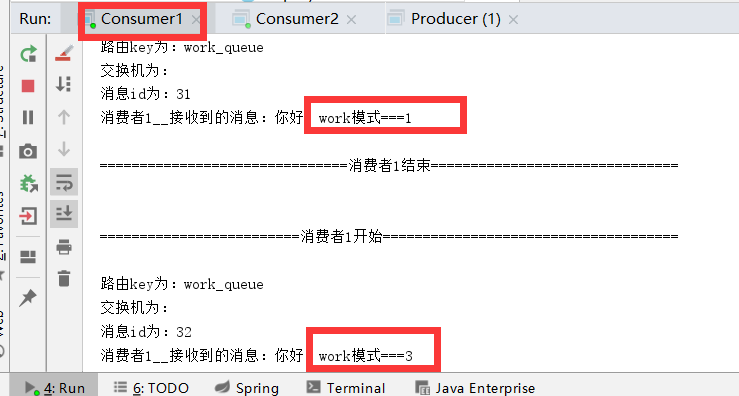 Run: Consumer1 × Consumer2 × Producer (1) ×
路由key为：work_queue
交换机为：
消息id为：31
消费者1__接收到的消息：你好 work模式===1
===============================消费者1结束===============================
=========================消费者1开始=====================================
路由key为：work_queue
交换机为：
消息id为：32
消费者1__接收到的消息：你好 work模式===3
4: Run 6: TODO Spring Terminal Java Enterprise